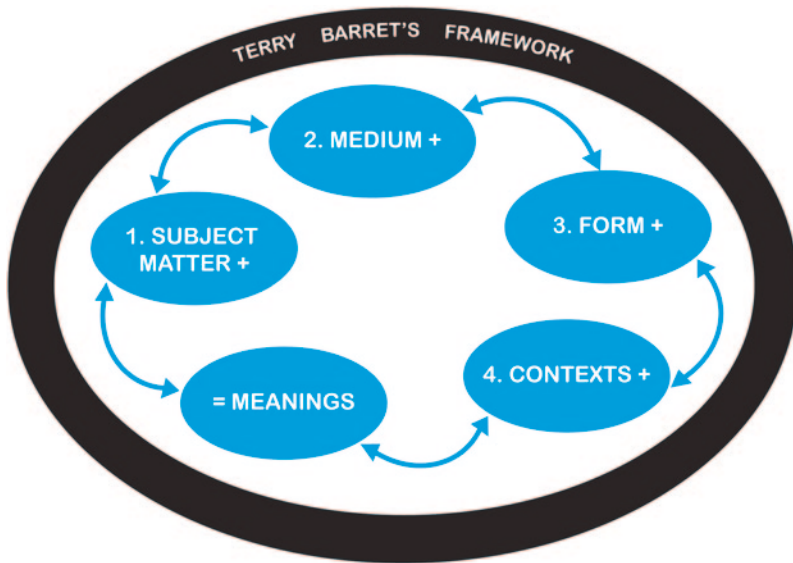 TERRY BARRET'S FRAMEWORK
2. MEDIUM +
1. SUBJECT
MATTER +
3. FORM +
4. CONTEXTS +
= MEANINGS